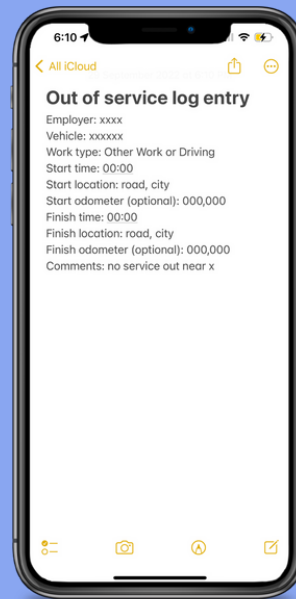 6:10
All iCloud
Out of service log entry
Employer: xxxx
Vehicle: xxxxxx
Work type: Other Work or Driving
Start time: 00:00
Start location: road, city
Start odometer (optional): 000,000
Finish time: 00:00
Finish location: road, city
Finish odometer (optional): 000,000
Comments: no service out near x